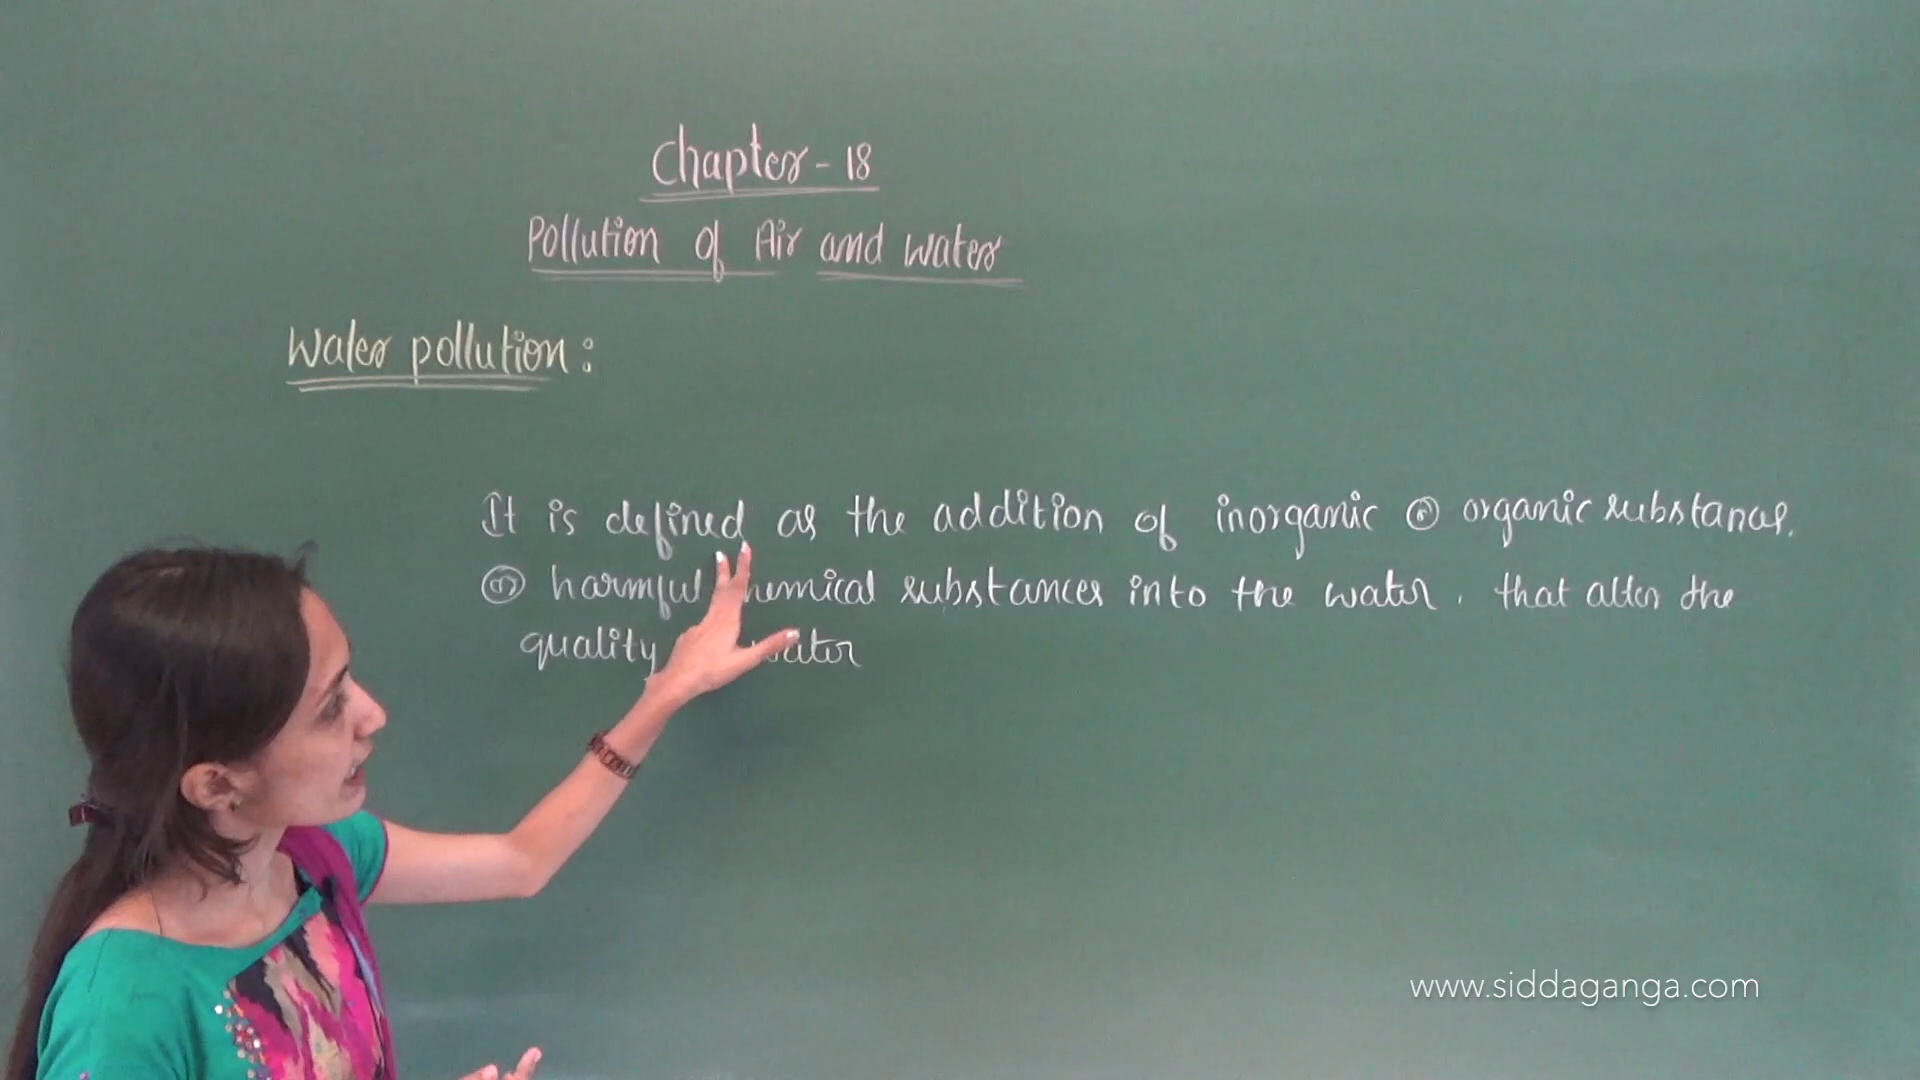 Chapter - 18
Pollution of Air and Water
Water pollution :
It is defined as the addition of inorganic or organic substances.
or harmful chemical substances into the water. that alter the
quality water
www.siddaganga.com